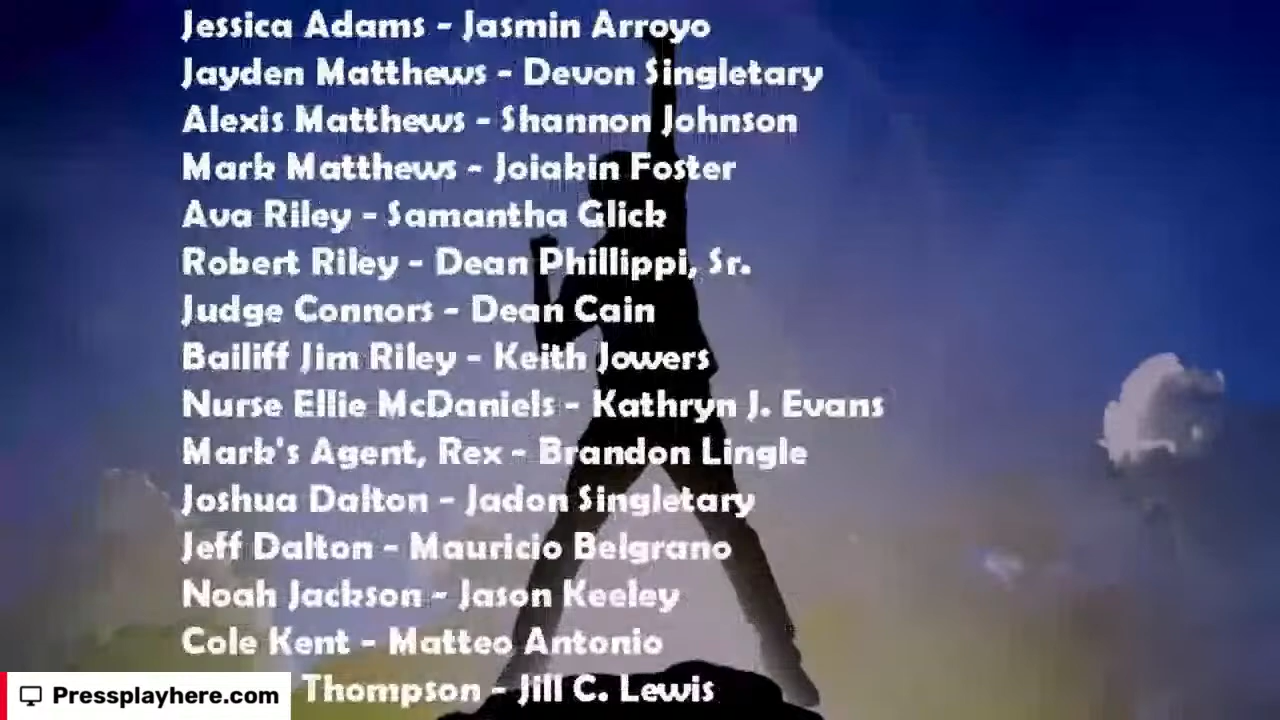 Jessica Adams - Jasmin Arroyo
Jayden Matthews - Devon Singletary
Alexis Matthews - Shannon Johnson
Mark Matthews - Joiakin Foster
Ava Riley - Samantha Glick
Robert Riley - Dean Phillippi, Sr.
Judge Connors - Dean Cain
Bailiff Jim Riley - Keith Jowers
Nurse Ellie McDaniels - Kathryn J. Evans
Mark's Agent, Rex - Brandon Lingle
Joshua Dalton - Jadon Singletary
Jeff Dalton - Mauricio Belgrano
Noah Jackson - Jason Keeley
Cole Kent - Matteo Antonio
Thompson - Jill C. Lewis
Pressplayhere.com